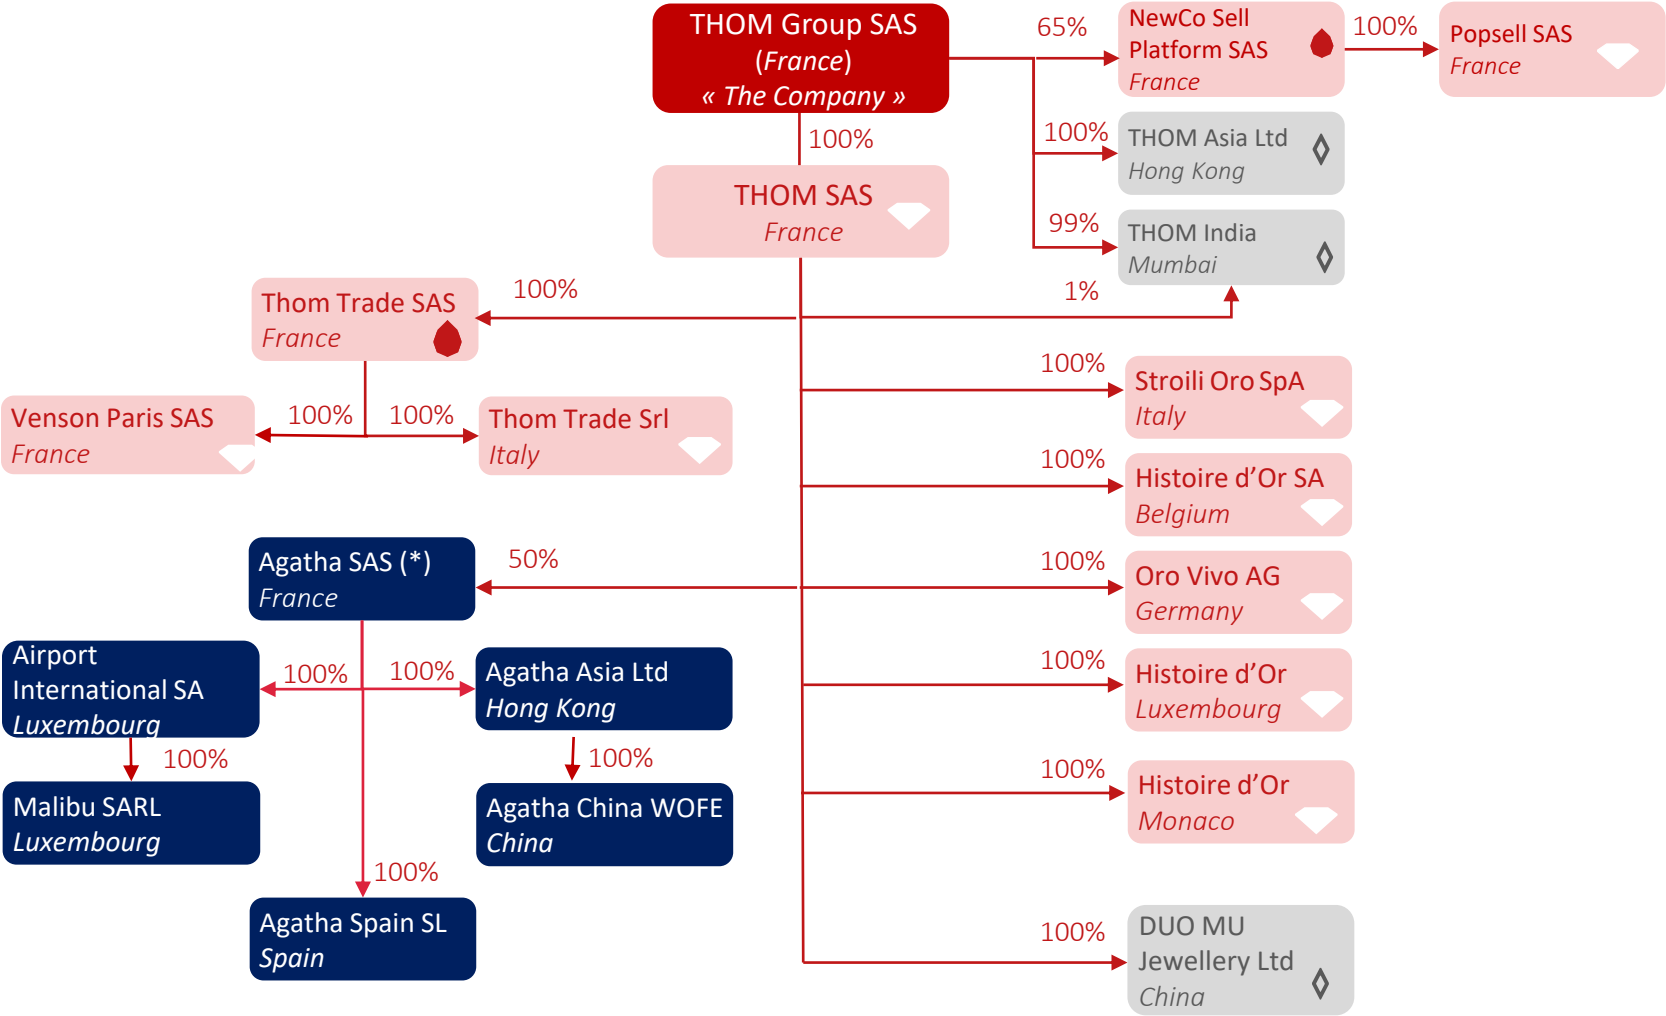 THOM Group SAS
(France)
« The Company »
65%
NewCo Sell
Platform SAS
France
100%
Popsell SAS
France
100%
THOM Asia Ltd
Hong Kong
100%
THOM SAS
France
99%
THOM India
Mumbai
1%
100%
Thom Trade SAS
France
100%
Stroili Oro SpA
Italy
Venson Paris SAS
France
100%
100%
Thom Trade Srl
Italy
100%
Histoire d’Or SA
Belgium
Agatha SAS (*)
France
50%
100%
Oro Vivo AG
Germany
Airport
International SA
Luxembourg
100%
100%
Agatha Asia Ltd
Hong Kong
100%
Histoire d’Or
Luxembourg
100%
100%
100%
Histoire d’Or
Monaco
Malibu SARL
Luxembourg
Agatha China WOFE
China
100%
Agatha Spain SL
Spain
100%
DUO MU
Jewellery Ltd
China